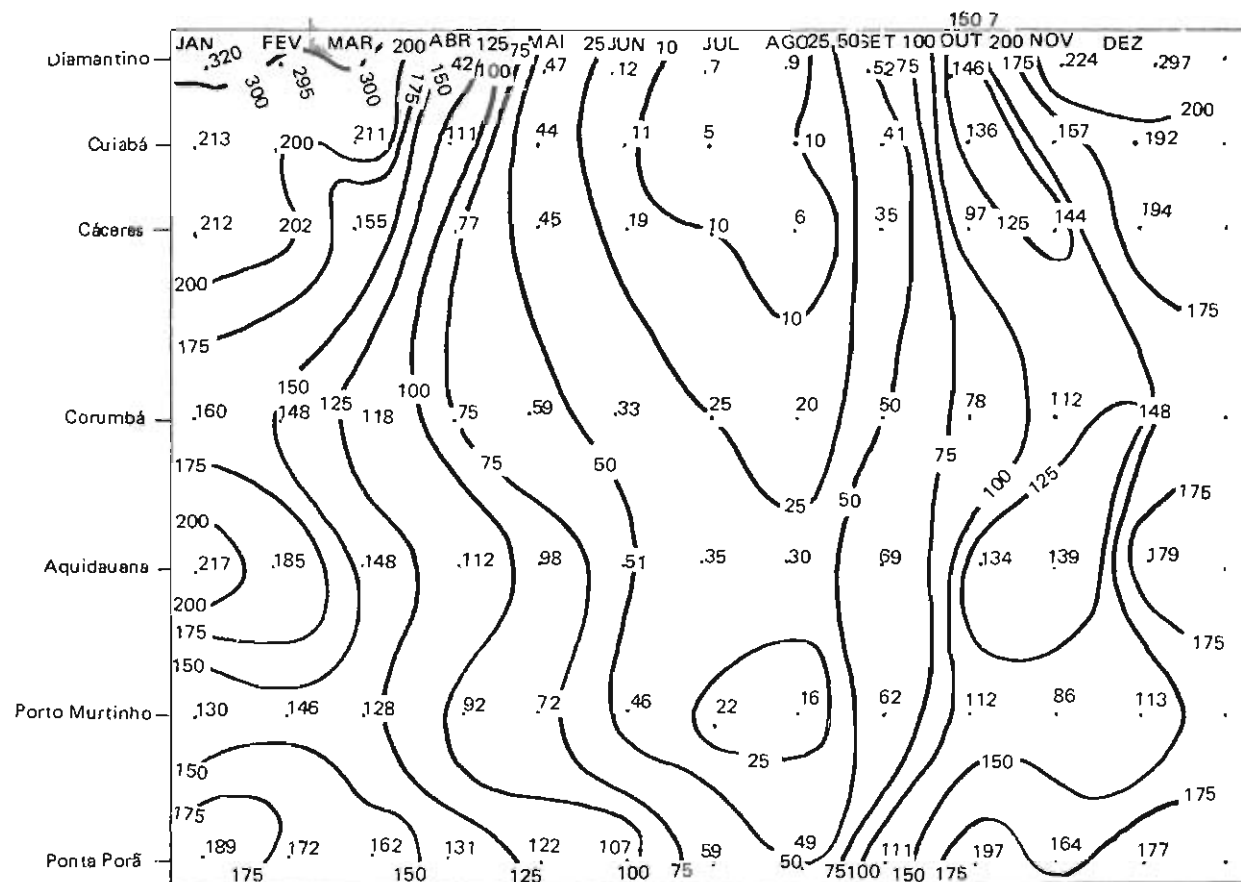 150 7
JAN FEV MAR 200 ABR 125 75 MAI 25 JUN 10 JUL AGO 25 50 SET 100 OUT 200 NOV DEZ
Diamantino .320 295 300 42 .47 .12 .7 .9 .52 75 .146 175 .224 .297
300 300 175 150 100 200
Cuiabá .213 200 211 111 44 11 5 10 41 136 157 .192
Cáceres .212 202 .155 77 .45 .19 10 6 35 97 125 144 .194
200 10 175
175
150 125 100
Corumbá .160 148 118 .75 .59 .33 25 20 50 78 112 148
175 75 50 25 50 75 100 125 175
200
Aquidauana .217 .185 .148 .112 .98 .51 .35 .30 69 .134 .139 .179
200
175 175
150
Porto Murtinho .130 .146 .128 .92 .72 .46 22 16 62 112 86 .113
150 25 150
175 175
Ponta Porã .189 .172 .162 .131 .122 107 .59 49 .111 .197 164 .177
175 150 125 100 75 50 75 100 150 175